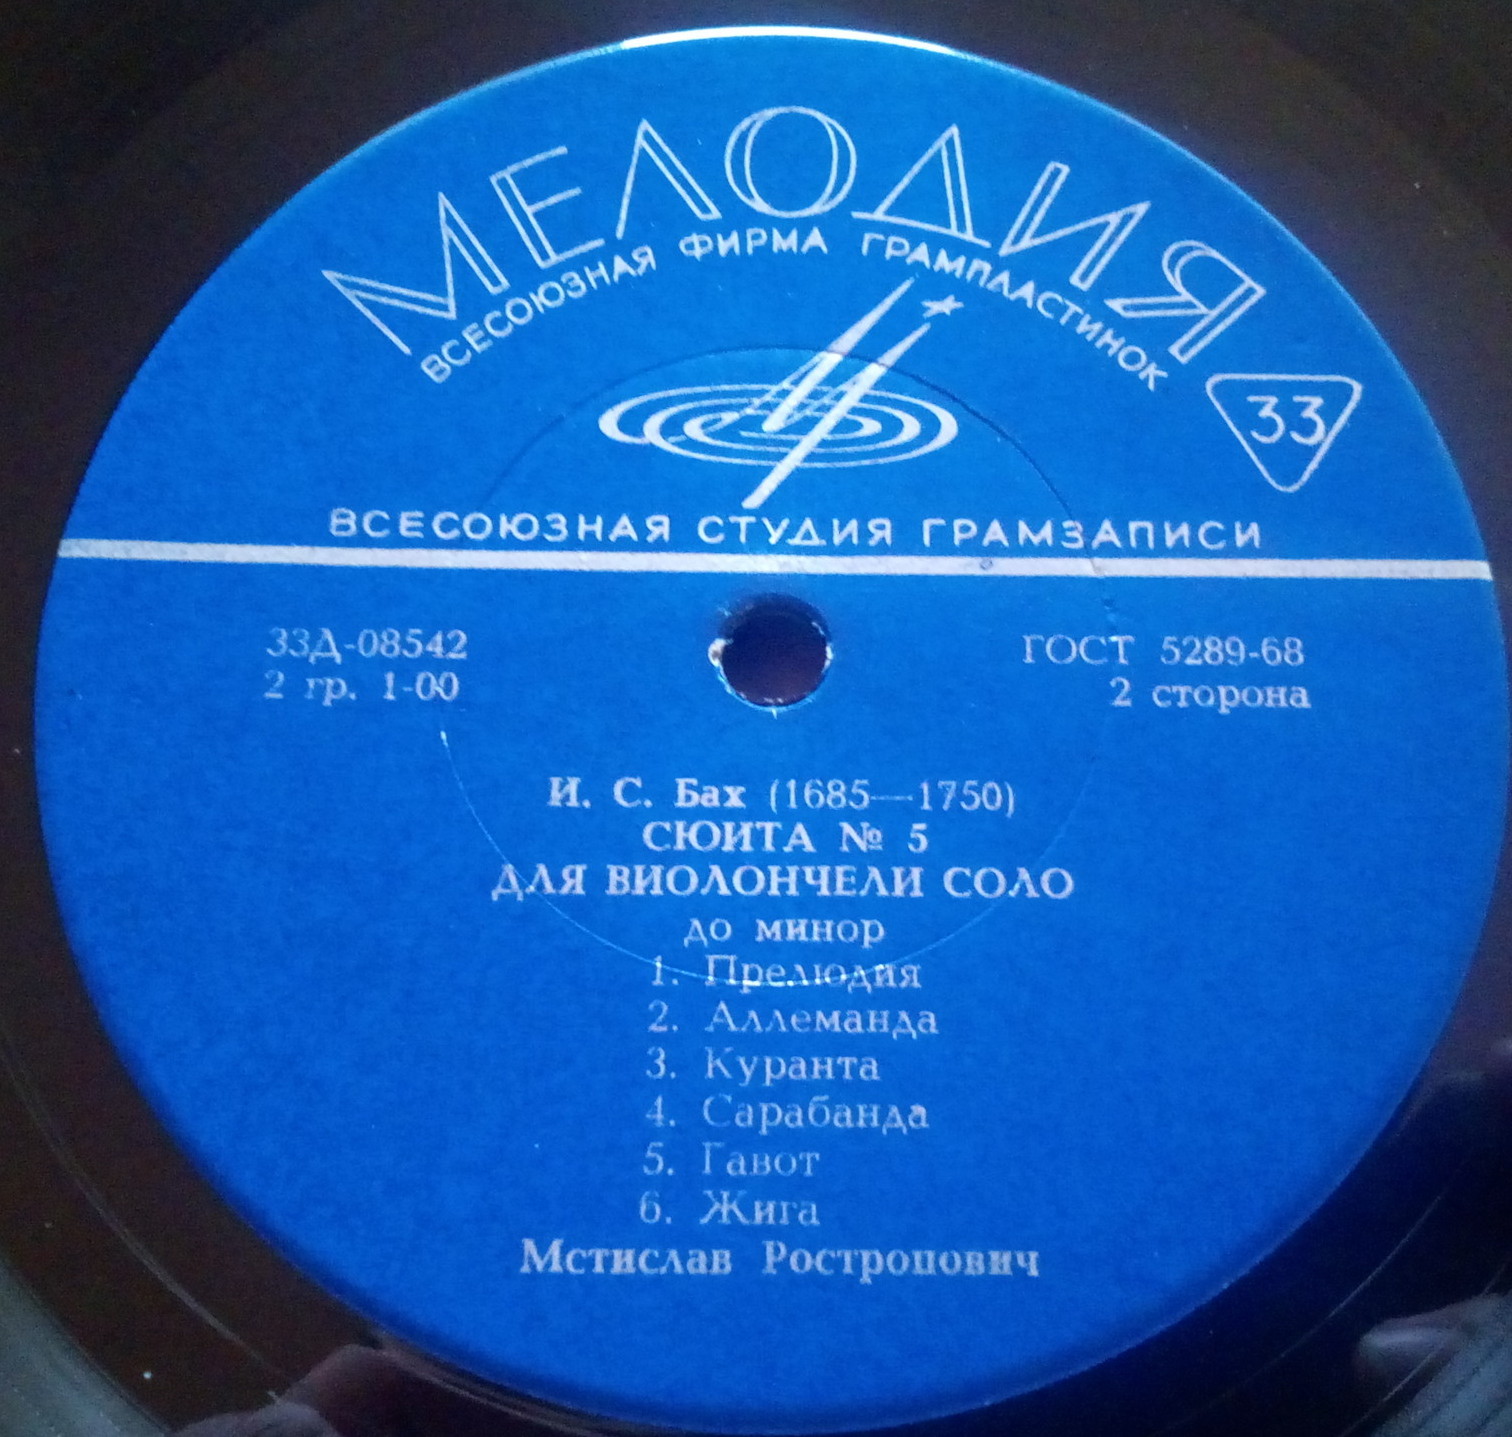 МЕЛОДИЯ
ВСЕСОЮЗНАЯ ФИРМА ГРАМПЛАСТИНОК
33
ВСЕСОЮЗНАЯ СТУДИЯ ГРАМЗАПИСИ
33Д-08542
2 гр. 1-00
ГОСТ 5289-68
2 сторона
И. С. Бах (1685—1750)
СЮИТА № 5
ДЛЯ ВИОЛОНЧЕЛИ СОЛО
до минор
1. Прелюдия
2. Аллеманда
3. Куранта
4. Сарабанда
5. Гавот
6. Жига
Мстислав Ростропович